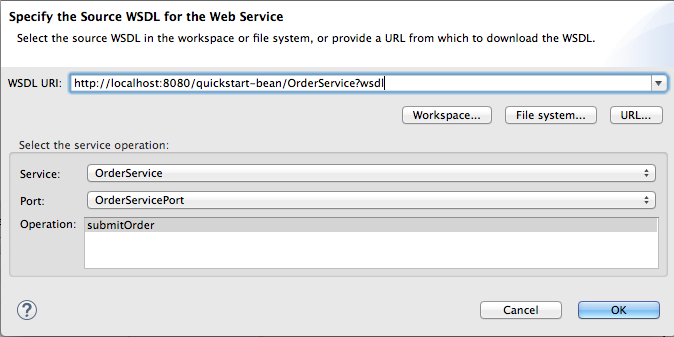 Specify the Source WSDL for the Web Service
Select the source WSDL in the workspace or file system, or provide a URL from which to download the WSDL.
WSDL URI: http://localhost:8080/quickstart-bean/OrderService?wsdl
Workspace... File system... URL...
Select the service operation:
Service: OrderService
Port: OrderServicePort
Operation: submitOrder
? Cancel OK